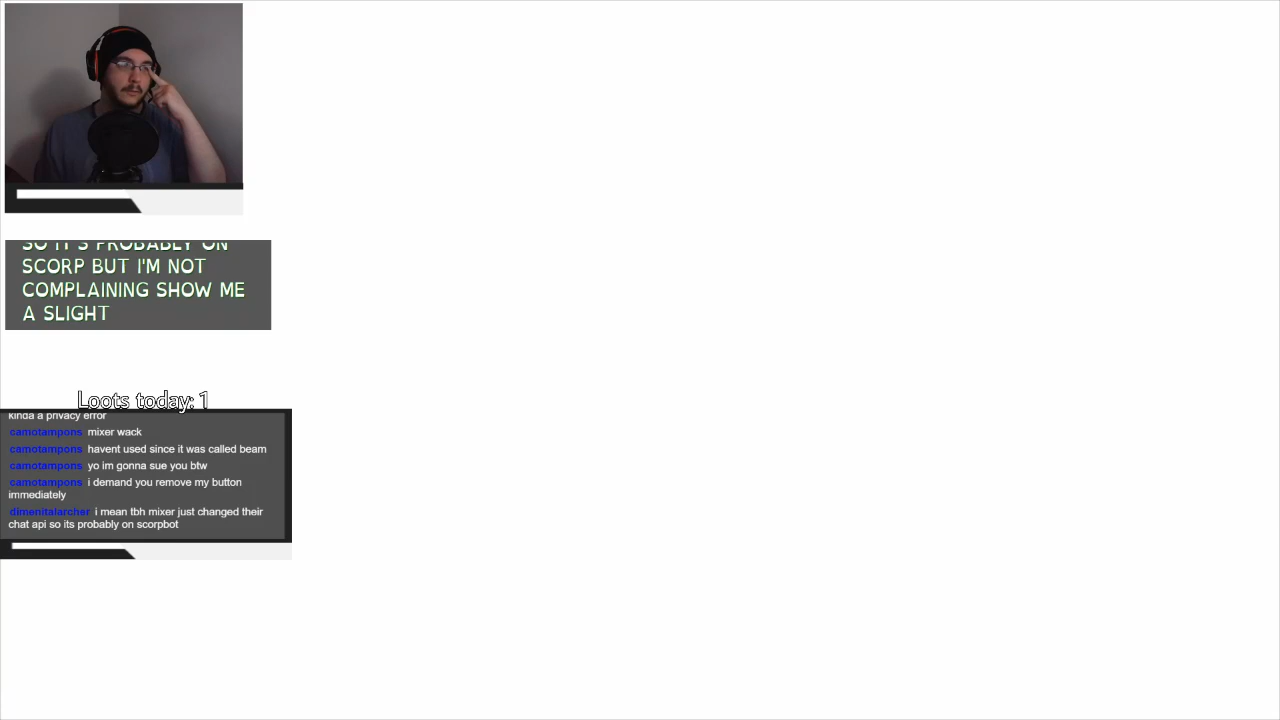 SO IT'S PROBABLY ON
SCORP BUT I'M NOT
COMPLAINING SHOW ME
A SLIGHT
Loots today: 1
kinda a privacy error
camotampons mixer wack
camotampons havent used since it was called beam
camotampons yo im gonna sue you btw
camotampons i demand you remove my button
immediately
dimenitalarcher i mean tbh mixer just changed their
chat api so its probably on scorpbot